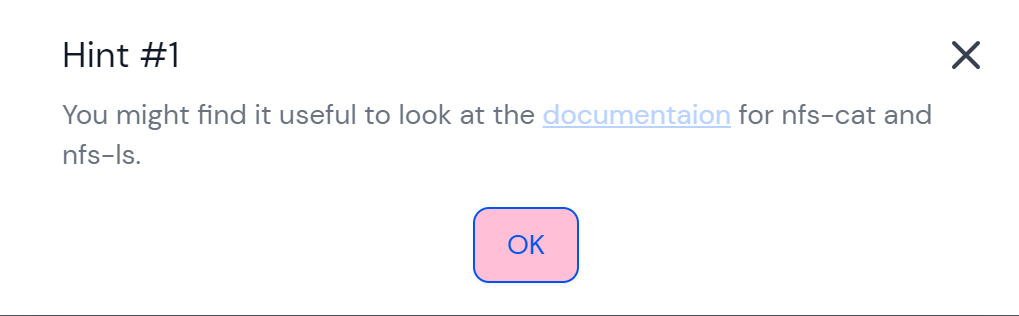 Hint #1
You might find it useful to look at the documentaion for nfs-cat and
nfs-ls.
OK